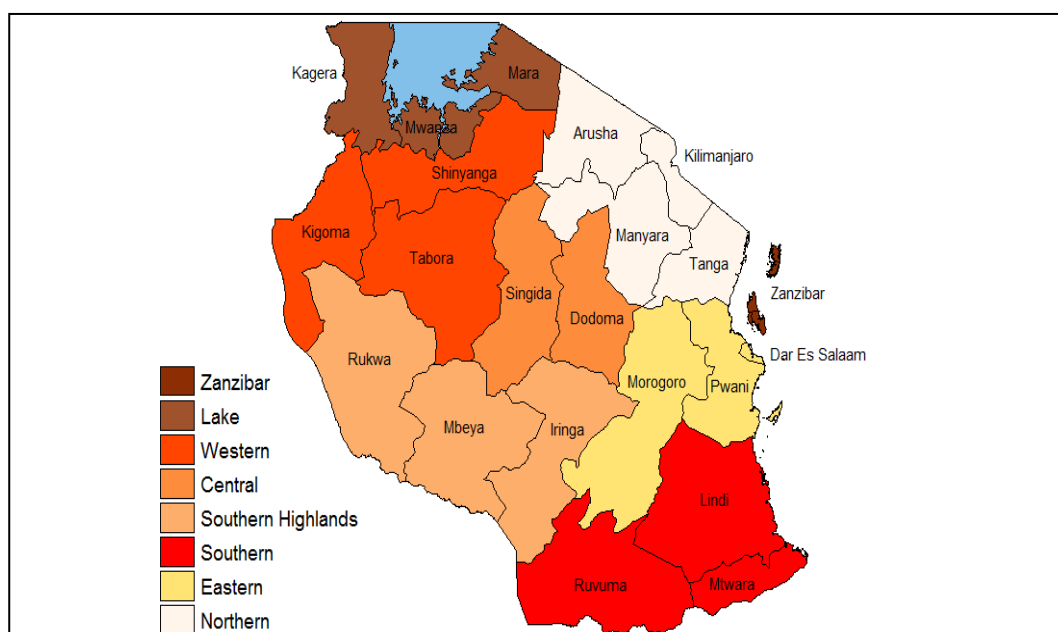 Kagera
Mara
Mwanza
Arusha
Kilimanjaro
Shinyanga
Kigoma
Manyara
Tabora
Tanga
Singida
Zanzibar
Dodoma
Dar Es Salaam
Rukwa
Morogoro
Pwani
Mbeya
Iringa
Lindi
Ruvuma
Mtwara
Zanzibar
Lake
Western
Central
Southern Highlands
Southern
Eastern
Northern